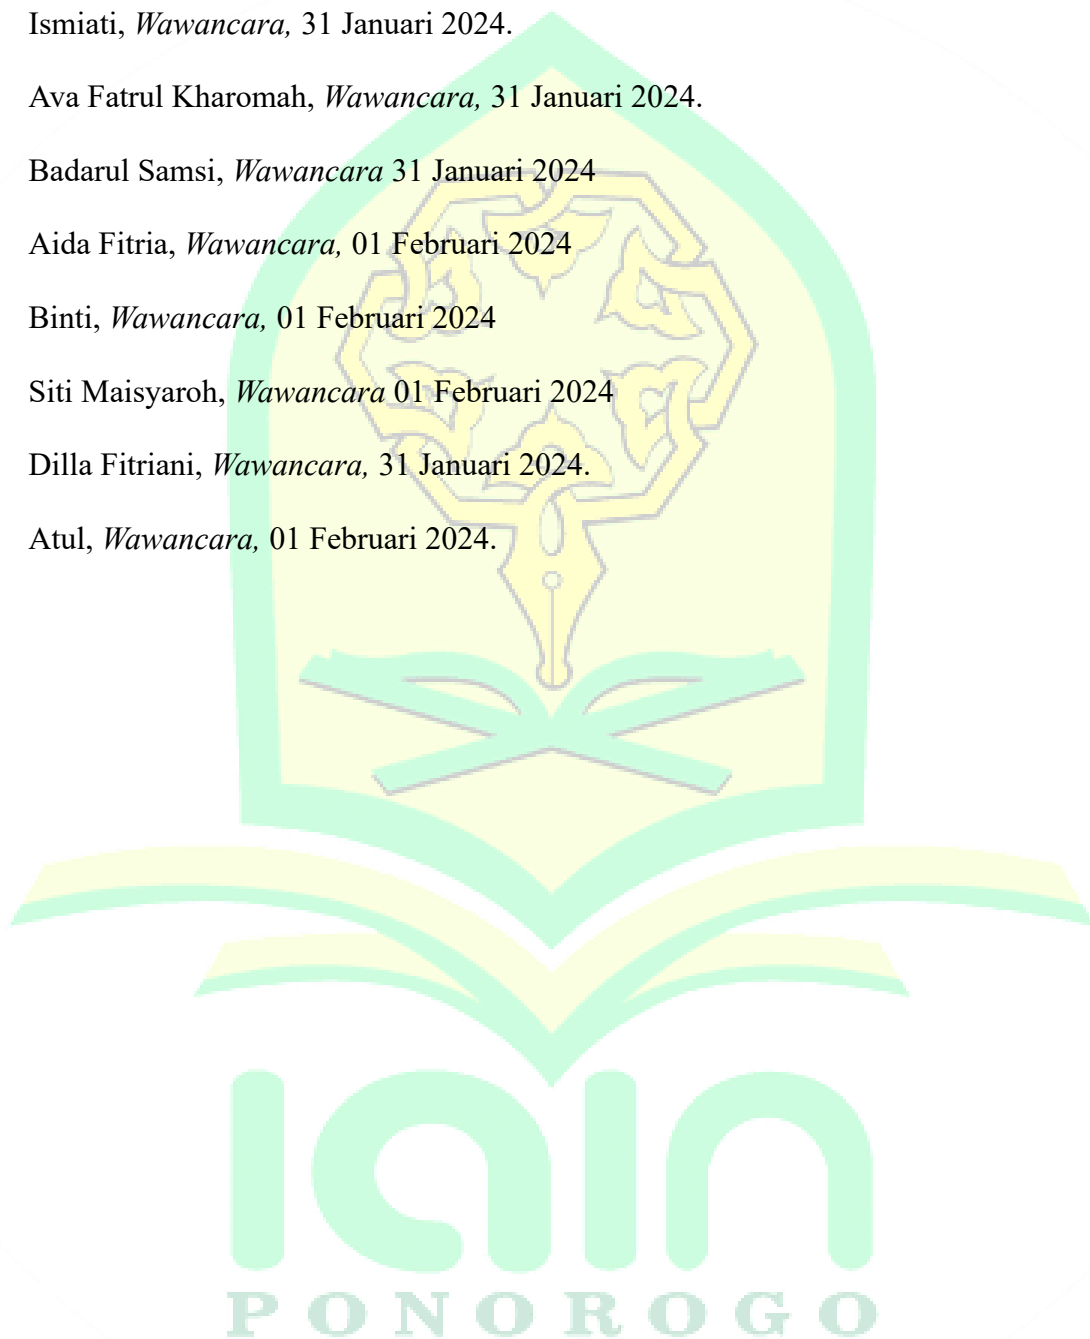 Ismiati, Wawancara, 31 Januari 2024.
Ava Fatrul Kharomah, Wawancara, 31 Januari 2024.
Badarul Samsi, Wawancara 31 Januari 2024
Aida Fitria, Wawancara, 01 Februari 2024
Binti, Wawancara, 01 Februari 2024
Siti Maisyaroh, Wawancara 01 Februari 2024
Dilla Fitriani, Wawancara, 31 Januari 2024.
Atul, Wawancara, 01 Februari 2024.
iain
PONOROGO